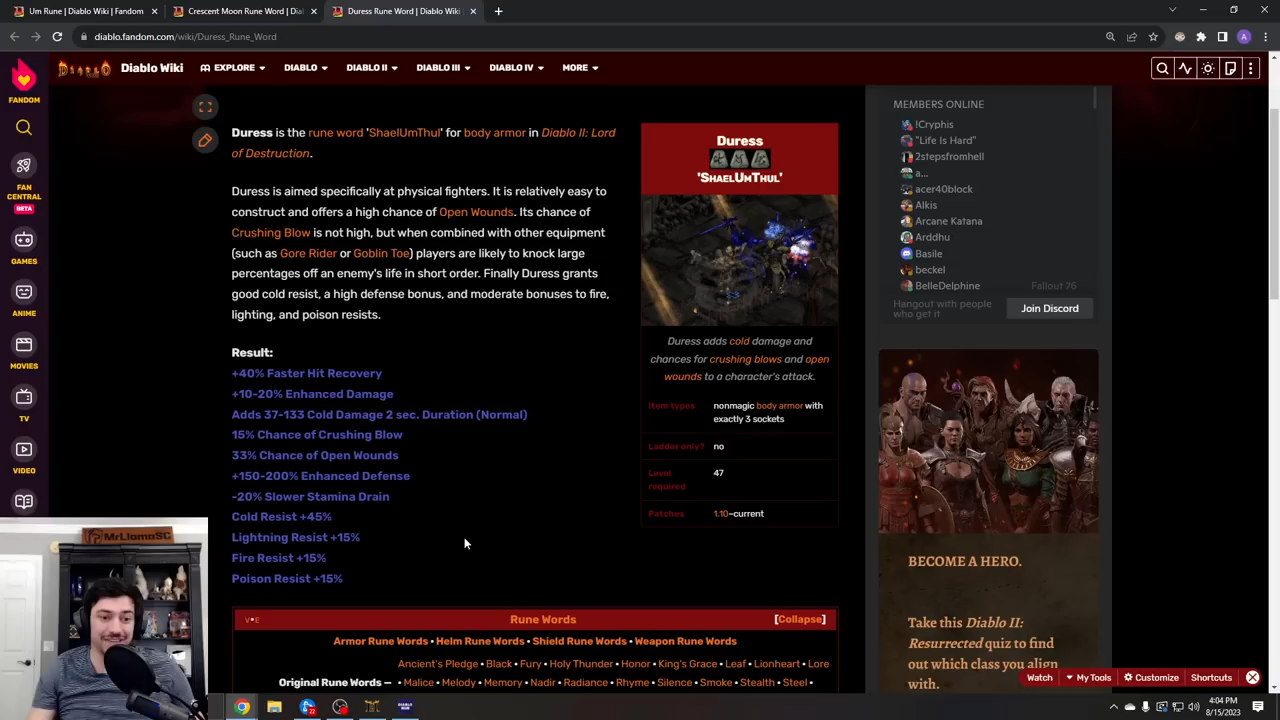 Um Rune | Diablo Wiki | Fandom
Crescent Moon Rune Word | Diab
Duress Rune Word | Diablo Wiki
diablo.fandom.com/wiki/Duress_Rune_Word
A
FANDOM
FAN CENTRAL
BETA
GAMES
ANIME
MOVIES
TV
VIDEO
DIABLO
Diablo Wiki
EXPLORE
DIABLO
DIABLO II
DIABLO III
DIABLO IV
MORE
Duress is the rune word 'ShaelUmThul' for body armor in Diablo II: Lord
of Destruction.
Duress is aimed specifically at physical fighters. It is relatively easy to
construct and offers a high chance of Open Wounds. Its chance of
Crushing Blow is not high, but when combined with other equipment
(such as Gore Rider or Goblin Toe) players are likely to knock large
percentages off an enemy's life in short order. Finally Duress grants
good cold resist, a high defense bonus, and moderate bonuses to fire,
lighting, and poison resists.
Result:
+40% Faster Hit Recovery
+10-20% Enhanced Damage
Adds 37-133 Cold Damage 2 sec. Duration (Normal)
15% Chance of Crushing Blow
33% Chance of Open Wounds
+150-200% Enhanced Defense
-20% Slower Stamina Drain
Cold Resist +45%
Lightning Resist +15%
Fire Resist +15%
Poison Resist +15%
Duress
'SHAELUMTHUL'
Duress adds cold damage and
chances for crushing blows and open
wounds to a character's attack.
Item types nonmagic body armor with
exactly 3 sockets
Ladder only? no
Level required 47
Patches 1.10–current
V•E Rune Words [Collapse]
Armor Rune Words • Helm Rune Words • Shield Rune Words • Weapon Rune Words
Ancient's Pledge • Black • Fury • Holy Thunder • Honor • King's Grace • Leaf • Lionheart • Lore
Original Rune Words — • Malice • Melody • Memory • Nadir • Radiance • Rhyme • Silence • Smoke • Stealth • Steel •
MEMBERS ONLINE
!Cryphis
"Life Is Hard"
2stepsfromhell
a...
acer40block
Alkis
Arcane Katana
Arddhu
Basile
beckel
BelleDelphine Fallout 76
Hangout with people
who get it
Join Discord
BECOME A HERO.
Take this Diablo II:
Resurrected quiz to find
out which class you align
with.
Watch
My Tools
Customize
Shortcuts
MrLlamaSC
4:04 PM
8/15/2023